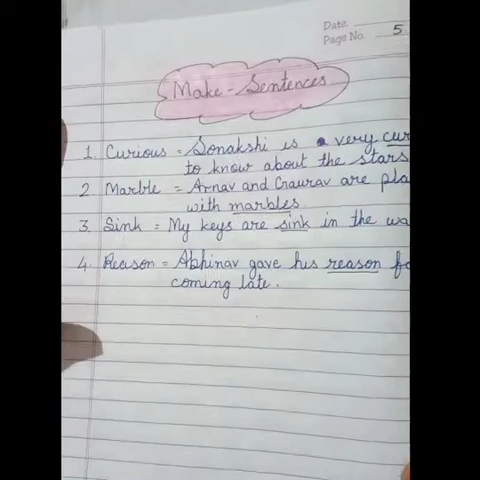 Date
Page No. 5
Make-Sentences
1. Curious = Sonakshi is very cur
to know about the stars
2 Marble = Arnav and Gaurav are pla
with marbles
3. Sink = My keys are sink in the wa
4. Reason = Abhinav gave his reason fo
coming late.